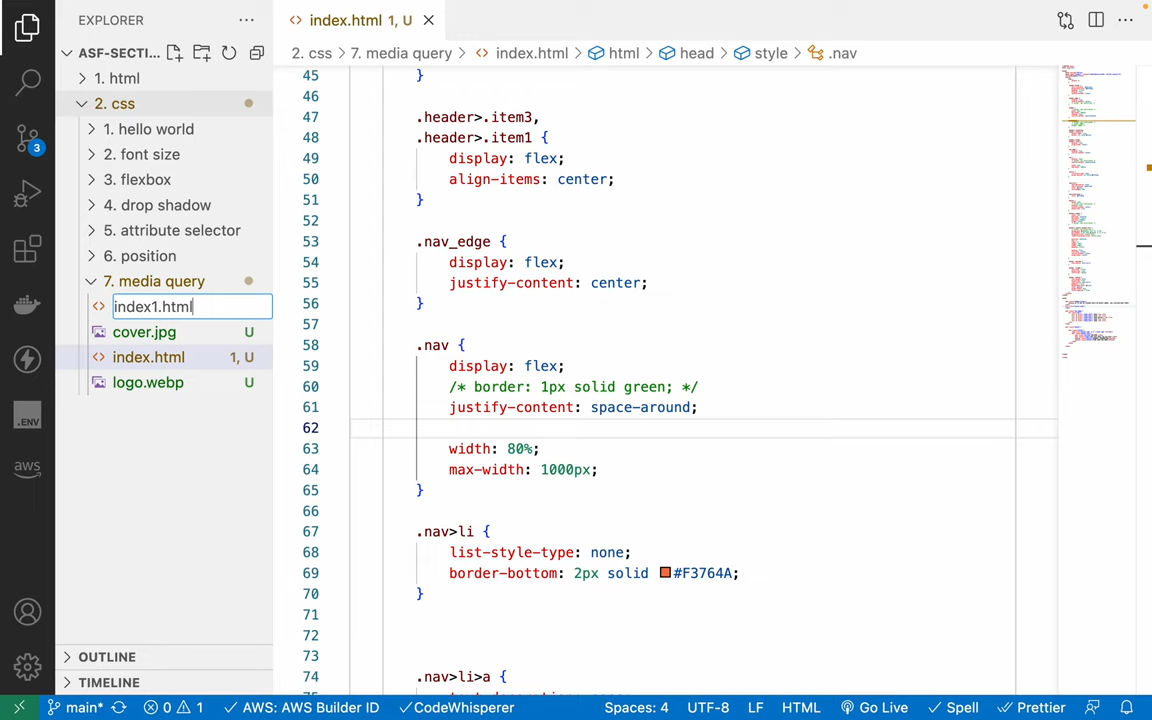 EXPLORER
index.html 1, U
ASF-SECTI...
2. css > 7. media query > index.html > html > head > style > .nav
1. html
2. css
1. hello world
2. font size
3. flexbox
4. drop shadow
5. attribute selector
6. position
7. media query
index1.html
cover.jpg U
index.html 1, U
logo.webp U
OUTLINE
TIMELINE
3
.ENV
aws
45 }
46
47 .header>.item3,
48 .header>.item1 {
49 display: flex;
50 align-items: center;
51 }
52
53 .nav_edge {
54 display: flex;
55 justify-content: center;
56 }
57
58 .nav {
59 display: flex;
60 /* border: 1px solid green; */
61 justify-content: space-around;
62
63 width: 80%;
64 max-width: 1000px;
65 }
66
67 .nav>li {
68 list-style-type: none;
69 border-bottom: 2px solid #F3764A;
70 }
71
72
73
74 .nav>li>a {
main* 0 1 AWS: AWS Builder ID CodeWhisperer Spaces: 4 UTF-8 LF HTML Go Live Spell Prettier